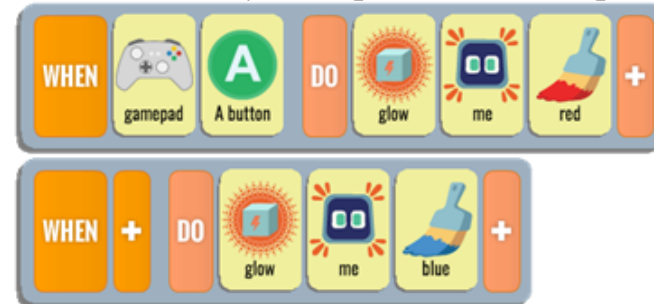 WHEN A DO +
gamepad A button glow me red
WHEN + DO +
glow me blue